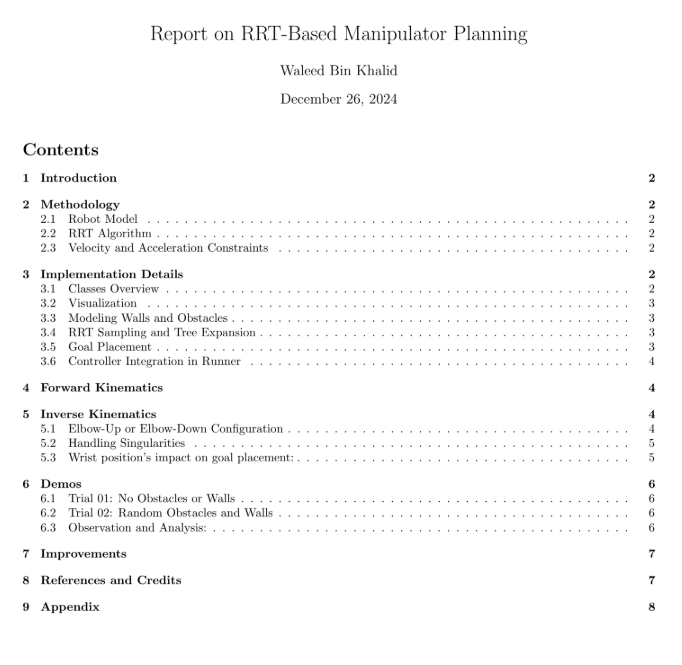 Report on RRT-Based Manipulator Planning
Waleed Bin Khalid
December 26, 2024
Contents
1 Introduction 2
2 Methodology 2
2.1 Robot Model . . . . . . . . . . . . . . . . . . . . 2
2.2 RRT Algorithm . . . . . . . . . . . . . . . . . . . . 2
2.3 Velocity and Acceleration Constraints . . . . . . . . . . . . . . . . . . . . 2
3 Implementation Details 2
3.1 Classes Overview . . . . . . . . . . . . . . . . . . . . 2
3.2 Visualization . . . . . . . . . . . . . . . . . . . . 3
3.3 Modeling Walls and Obstacles . . . . . . . . . . . . . . . . . . . . 3
3.4 RRT Sampling and Tree Expansion . . . . . . . . . . . . . . . . . . . . 3
3.5 Goal Placement . . . . . . . . . . . . . . . . . . . . 3
3.6 Controller Integration in Runner . . . . . . . . . . . . . . . . . . . . 4
4 Forward Kinematics 4
5 Inverse Kinematics 4
5.1 Elbow-Up or Elbow-Down Configuration . . . . . . . . . . . . . . . . . . . . 4
5.2 Handling Singularities . . . . . . . . . . . . . . . . . . . . 5
5.3 Wrist position's impact on goal placement: . . . . . . . . . . . . . . . . . . . . 5
6 Demos 6
6.1 Trial 01: No Obstacles or Walls . . . . . . . . . . . . . . . . . . . . 6
6.2 Trial 02: Random Obstacles and Walls . . . . . . . . . . . . . . . . . . . . 6
6.3 Observation and Analysis: . . . . . . . . . . . . . . . . . . . . 6
7 Improvements 7
8 References and Credits 7
9 Appendix 8